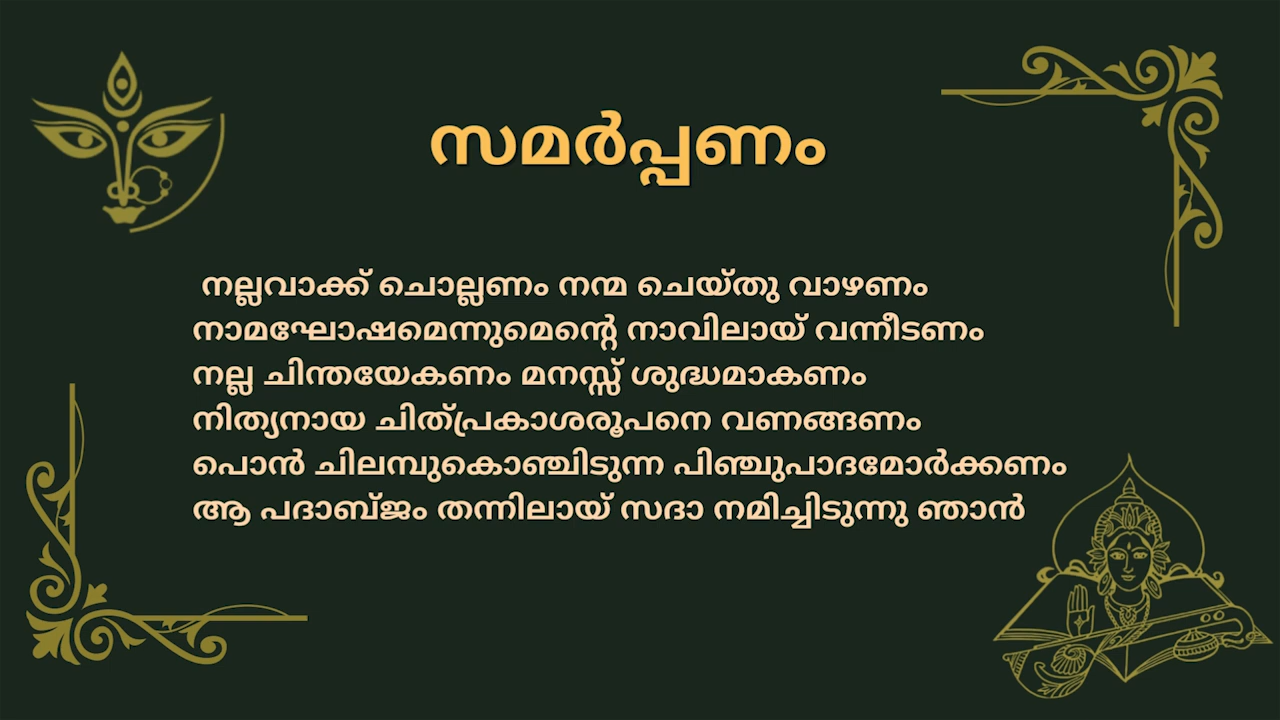 സമർപ്പണം
നല്ലവാക്ക് ചൊല്ലണം നന്മ ചെയ്തു വാഴണം
നാമഘോഷമെന്നുമെന്റെ നാവിലായ് വന്നീടണം
നല്ല ചിന്തയേകണം മനസ്സ് ശുദ്ധമാകണം
നിത്യനായ ചിത്പ്രകാശരൂപനെ വണങ്ങണം
പൊൻ ചിലമ്പുകൊഞ്ചിടുന്ന പിഞ്ചുപാദമോർക്കണം
ആ പദാബ്ജം തന്നിലായ് സദാ നമിച്ചിടുന്നു ഞാൻ